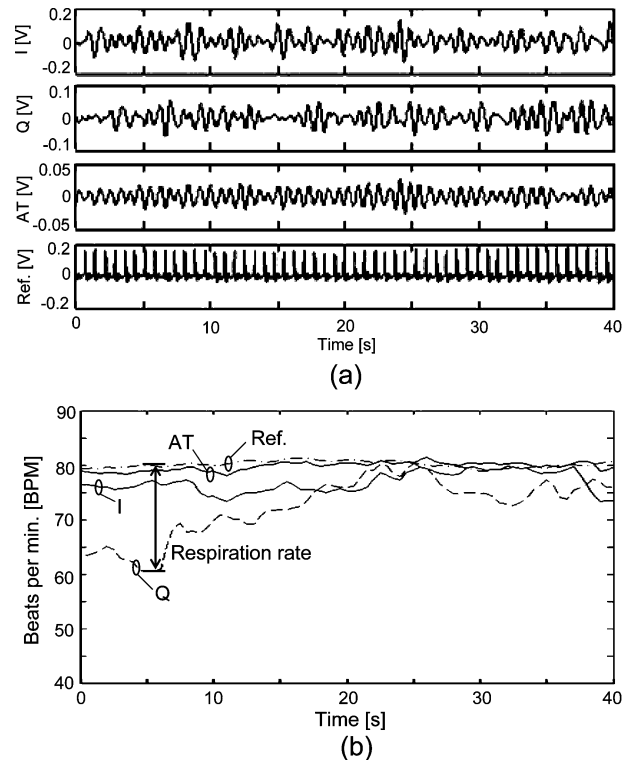 0.2
0
-0.2
I [V]
0.1
0
-0.1
Q [V]
0.05
0
-0.05
AT [V]
0.2
0
-0.2
Ref. [V]
0 10 20 30 40
Time [s]
(a)
90
80
70
60
50
40
Beats per min. [BPM]
AT
Ref.
I
Respiration rate
Q
0 10 20 30 40
Time [s]
(b)